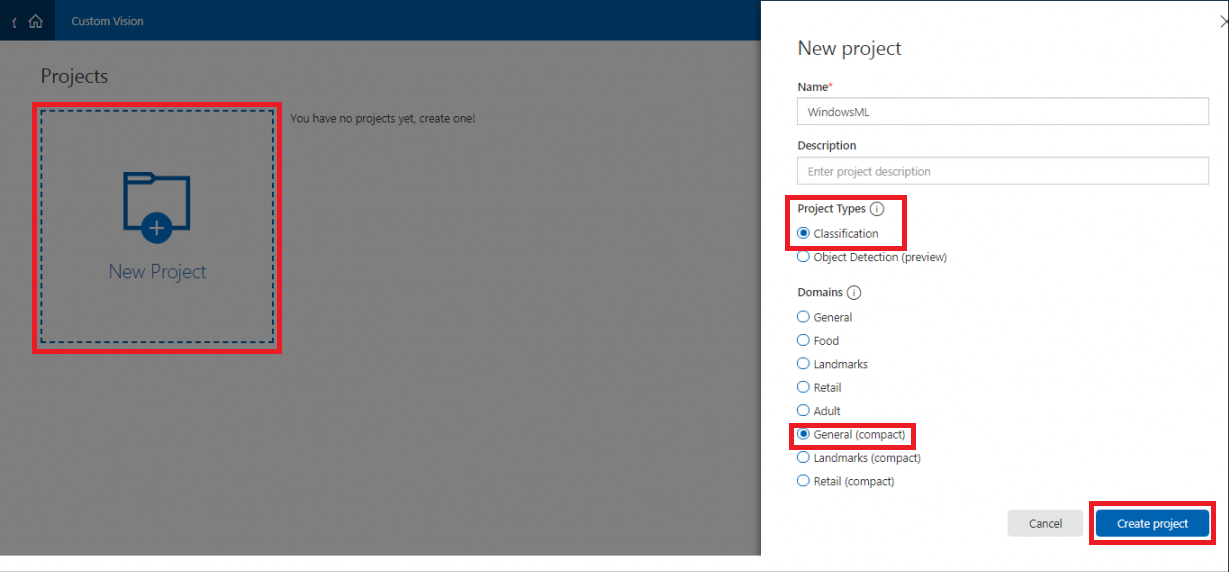 Custom Vision
Projects
You have no projects yet, create one!
New Project
New project
Name*
WindowsML
Description
Enter project description
Project Types i
Classification
Object Detection (preview)
Domains i
General
Food
Landmarks
Retail
Adult
General (compact)
Landmarks (compact)
Retail (compact)
Cancel
Create project